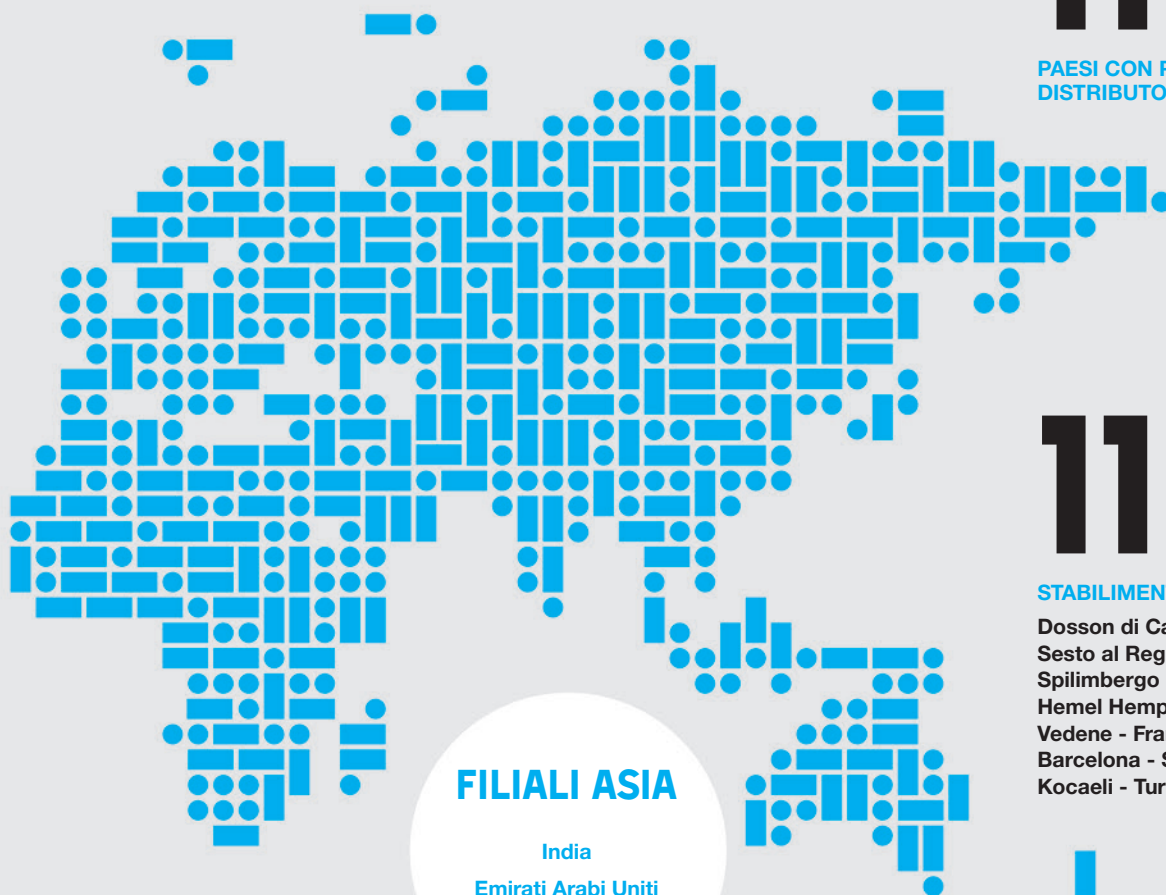 PAESI CON
DISTRIBUTO
11
STABILIMEN
Dosson di Ca
Sesto al Reg
Spilimbergo
Hemel Hemp
Vedene - Fra
Barcelona - S
Kocaeli - Tur
FILIALI ASIA
India
Emirati Arabi Uniti